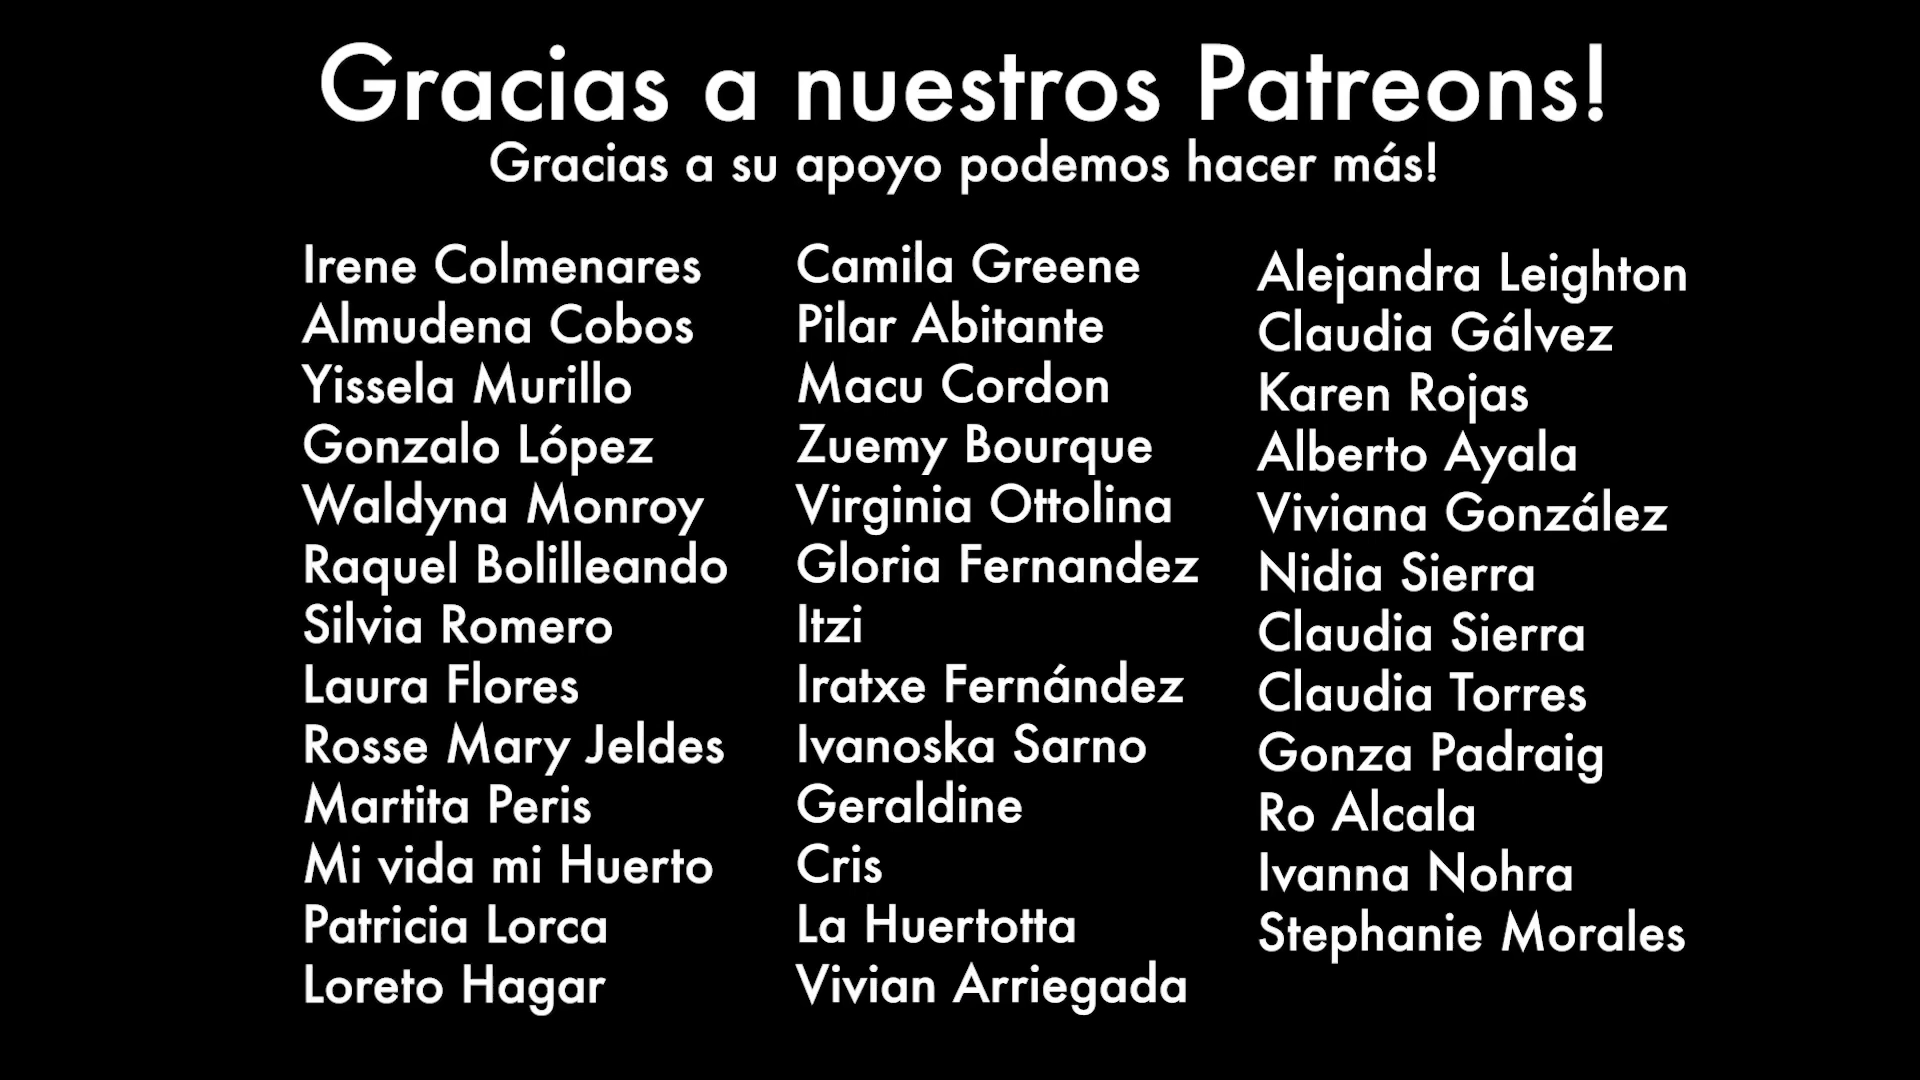 Gracias a nuestros Patreons!
Gracias a su apoyo podemos hacer más!
Irene Colmenares
Almudena Cobos
Yissela Murillo
Gonzalo López
Waldyna Monroy
Raquel Bolilleando
Silvia Romero
Laura Flores
Rosse Mary Jeldes
Martita Peris
Mi vida mi Huerto
Patricia Lorca
Loreto Hagar
Camila Greene
Pilar Abitante
Macu Cordon
Zuemy Bourque
Virginia Ottolina
Gloria Fernandez
Itzi
Iratxe Fernández
Ivanoska Sarno
Geraldine
Cris
La Huertotta
Vivian Arriegada
Alejandra Leighton
Claudia Gálvez
Karen Rojas
Alberto Ayala
Viviana González
Nidia Sierra
Claudia Sierra
Claudia Torres
Gonza Padraig
Ro Alcala
Ivanna Nohra
Stephanie Morales